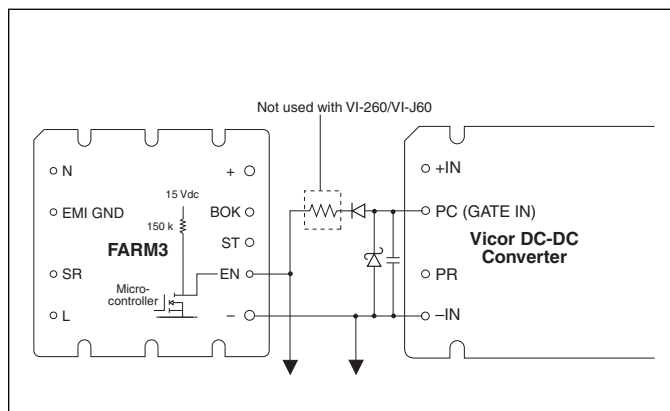 Not used with VI-260/VI-J60
N
EMI GND
SR
L
15 Vdc
150 k
FARM3
Micro-
controller
+
BOK
ST
EN
–
+IN
PC (GATE IN)
Vicor DC-DC
Converter
PR
–IN